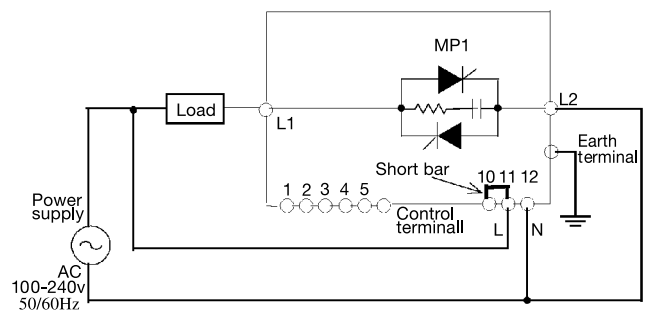 MP1
Load
L1
L2
Earth
terminal
Short bar
10 11 12
1 2 3 4 5
Control
terminall
L
N
Power
supply
AC
100-240v
50/60Hz